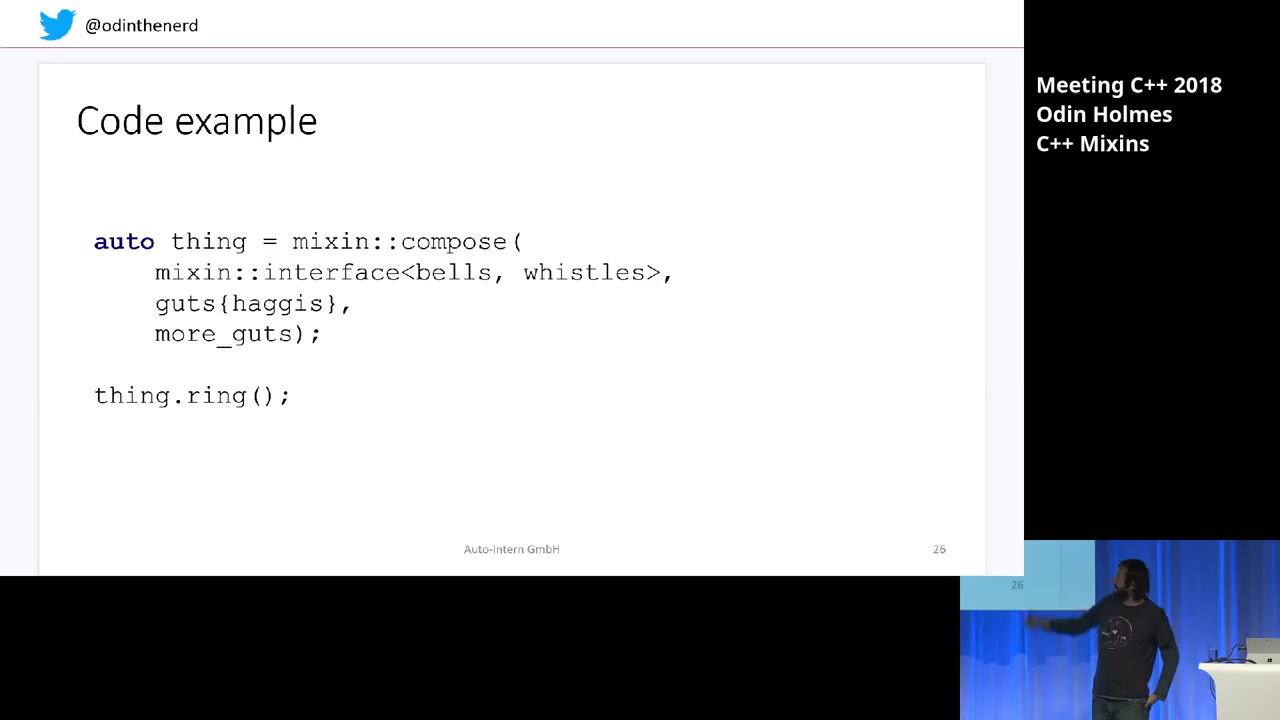 @odinthenerd
Code example
auto thing = mixin::compose(
    mixin::interface<bells, whistles>,
    guts{haggis},
    more_guts);
thing.ring();
Auto-Intern GmbH
26
Meeting C++ 2018
Odin Holmes
C++ Mixins
26